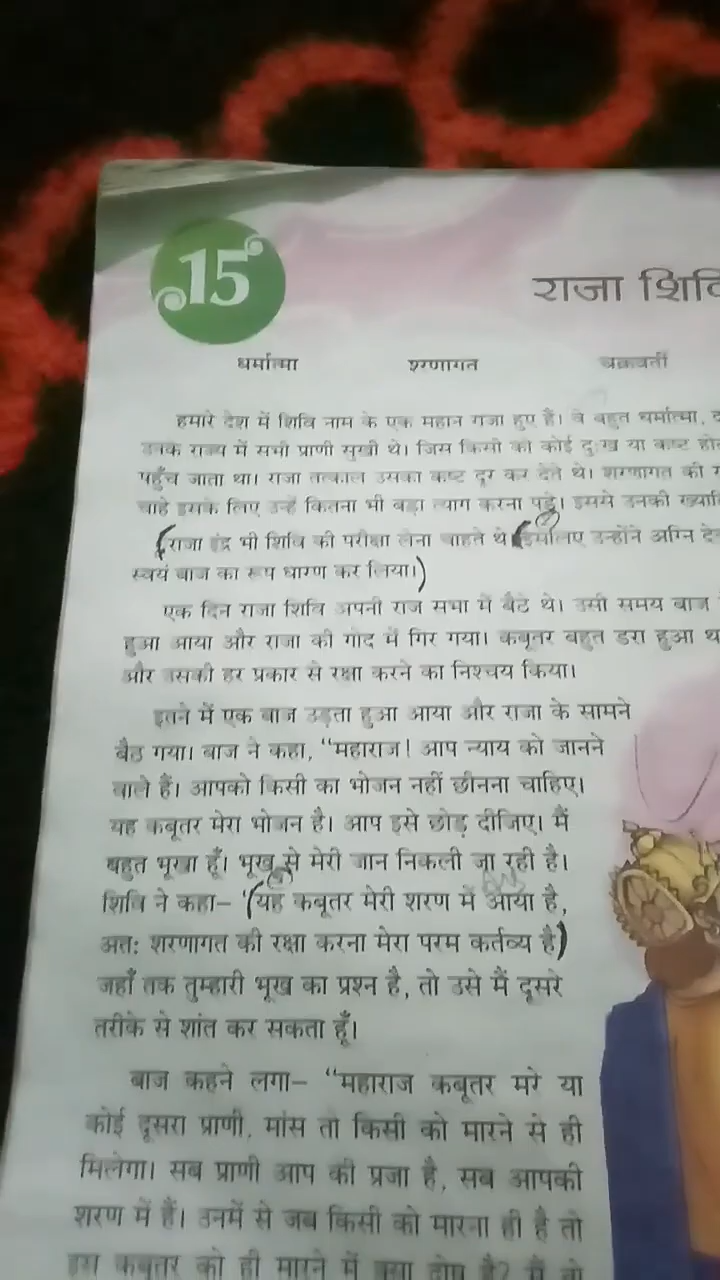 15
राजा शिवि
धर्मात्मा शरणागत चक्रवर्ती
हमारे देश में शिवि नाम के एक महान राजा हुए हैं। वे बहुत धर्मात्मा,
उनके राज्य में सभी प्राणी सुखी थे। जिस किसी को कोई दुःख या कष्ट
पहुँच जाता था। राजा तत्काल उसका कष्ट दूर कर देते थे। शरणागत की
चाहे इसके लिए उन्हें कितना भी बड़ा त्याग करना पड़े। इससे उनकी
राजा इंद्र भी शिवि की परीक्षा लेना चाहते थे। इसलिए उन्होंने अग्नि
स्वयं बाज का रूप धारण कर लिया।
एक दिन राजा शिवि अपनी राज सभा में बैठे थे। उसी समय बाज
हुआ आया और राजा की गोद में गिर गया। कबूतर बहुत डरा हुआ
और उसकी हर प्रकार से रक्षा करने का निश्चय किया।
इतने में एक बाज उड़ता हुआ आया और राजा के सामने
बैठ गया। बाज ने कहा, “महाराज! आप न्याय को जानने
वाले हैं। आपको किसी का भोजन नहीं छीनना चाहिए।
यह कबूतर मेरा भोजन है। आप इसे छोड़ दीजिए। मैं
बहुत भूखा हूँ। भूख से मेरी जान निकली जा रही है।
शिवि ने कहा– ‘यह कबूतर मेरी शरण में आया है,
अतः शरणागत की रक्षा करना मेरा परम कर्तव्य है
जहाँ तक तुम्हारी भूख का प्रश्न है, तो उसे मैं दूसरे
तरीके से शांत कर सकता हूँ।
बाज कहने लगा– “महाराज कबूतर मरे या
कोई दूसरा प्राणी, मांस तो किसी को मारने से ही
मिलेगा। सब प्राणी आप की प्रजा है, सब आपकी
शरण में हैं। उनमें से जब किसी को मारना ही है तो
इस कबूतर को ही मारने में क्या दोष है? मैं तो